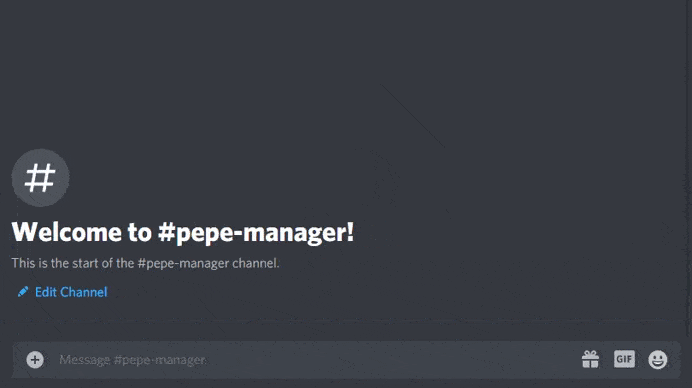 #
Welcome to #pepe-manager!
This is the start of the #pepe-manager channel.
Edit Channel
Message #pepe-manager
GIF